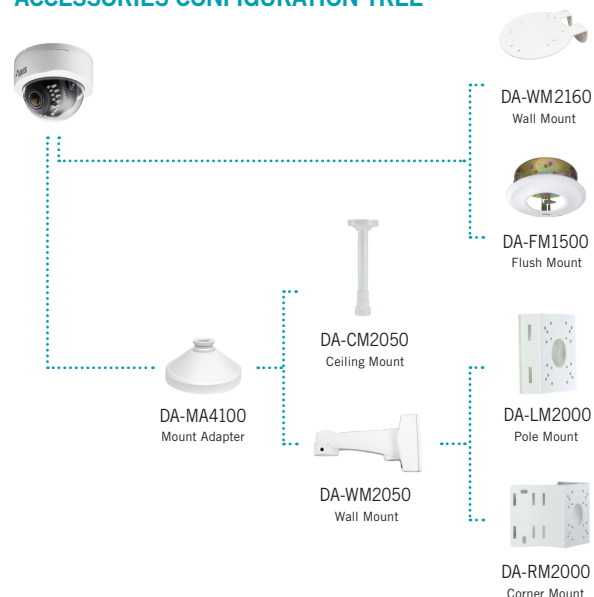 ACCESSORIES CONFIGURATION TREE
DA-WM2160
Wall Mount
DA-FM1500
Flush Mount
DA-CM2050
Ceiling Mount
DA-MA4100
Mount Adapter
DA-LM2000
Pole Mount
DA-WM2050
Wall Mount
DA-RM2000
Corner Mount